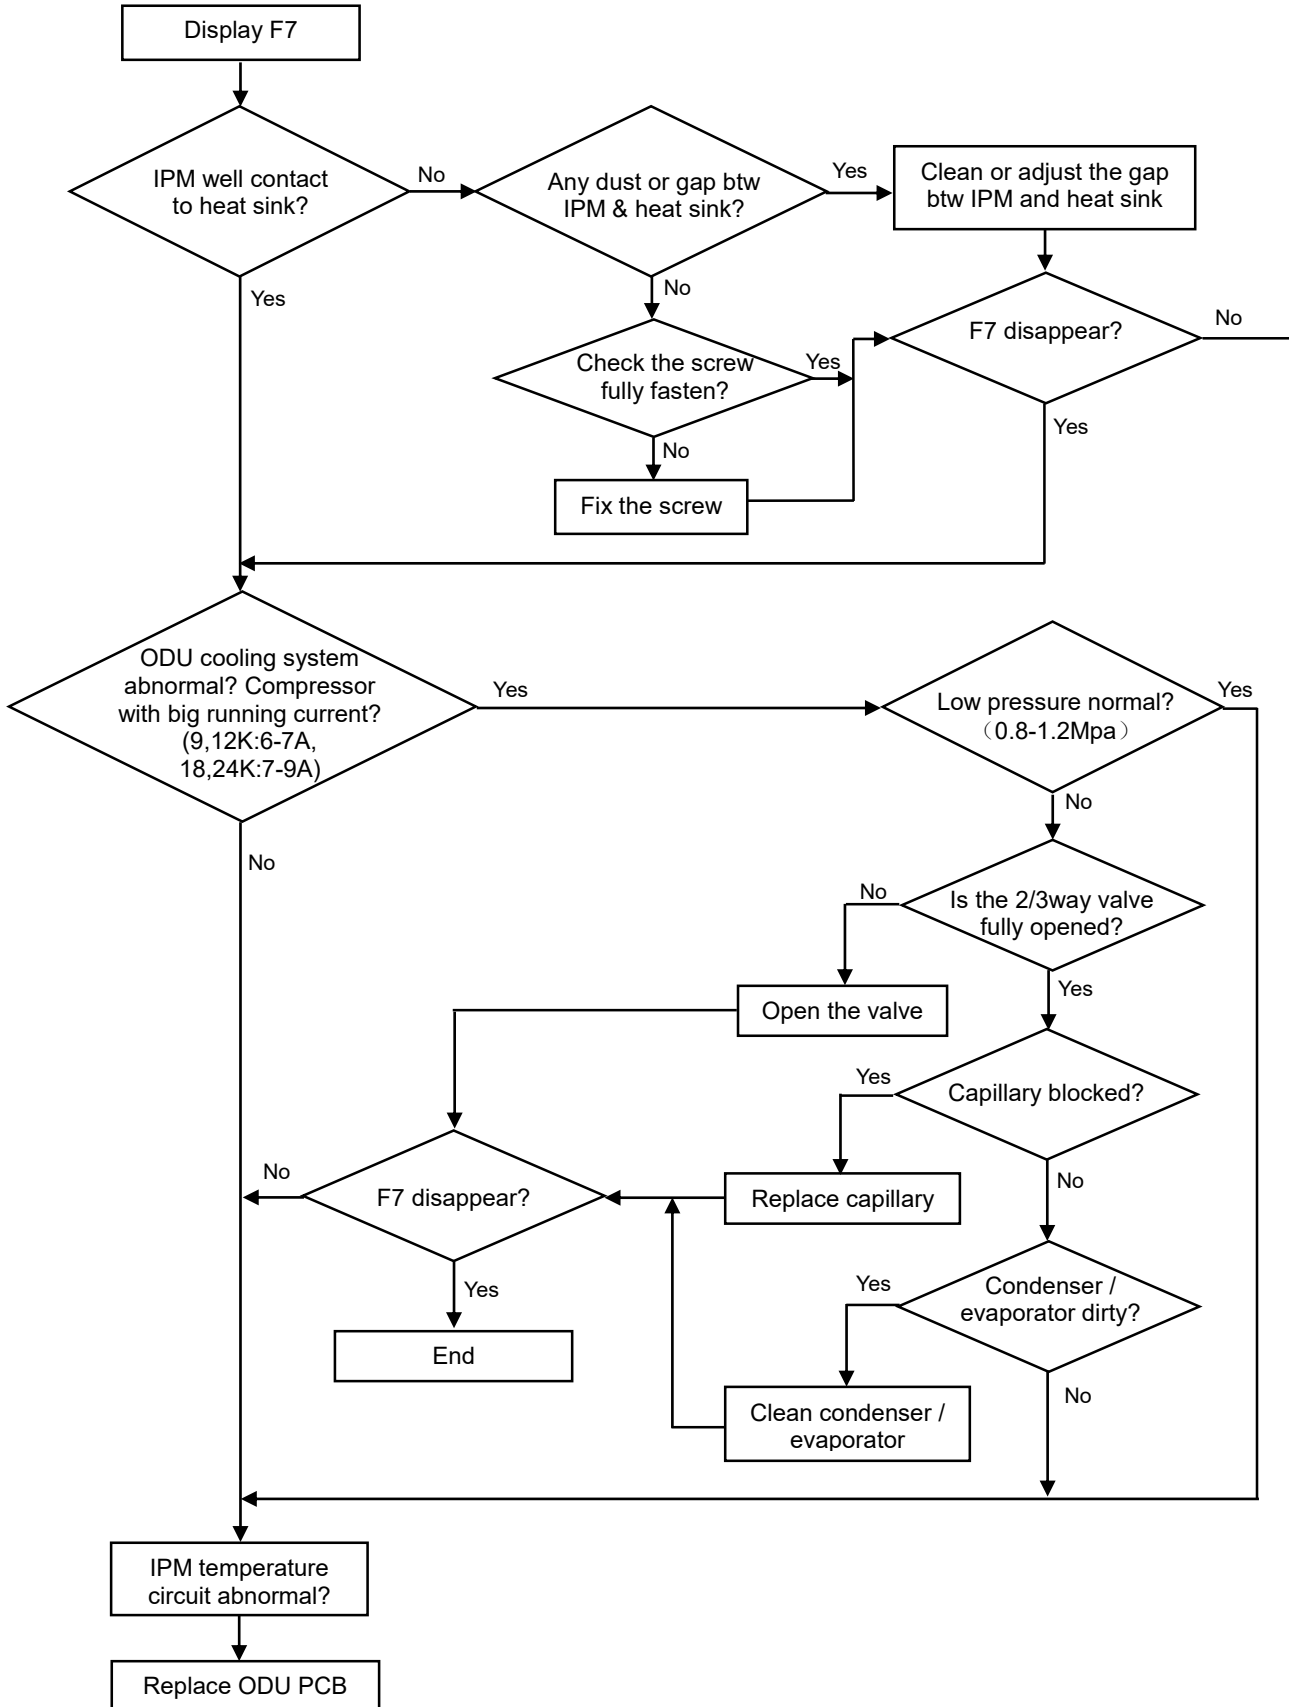 Display F7
IPM well contact
to heat sink?
No
Any dust or gap btw
IPM & heat sink?
Yes
Clean or adjust the gap
btw IPM and heat sink
Yes
No
Check the screw
fully fasten?
Yes
F7 disappear?
No
No
Fix the screw
Yes
ODU cooling system
abnormal? Compressor
with big running current?
(9,12K:6-7A,
18,24K:7-9A)
Yes
Low pressure normal?
（0.8-1.2Mpa）
Yes
No
No
Is the 2/3way valve
fully opened?
No
Open the valve
Yes
Capillary blocked?
Yes
Replace capillary
No
F7 disappear?
No
Yes
End
Condenser /
evaporator dirty?
Yes
Clean condenser /
evaporator
No
IPM temperature
circuit abnormal?
Replace ODU PCB